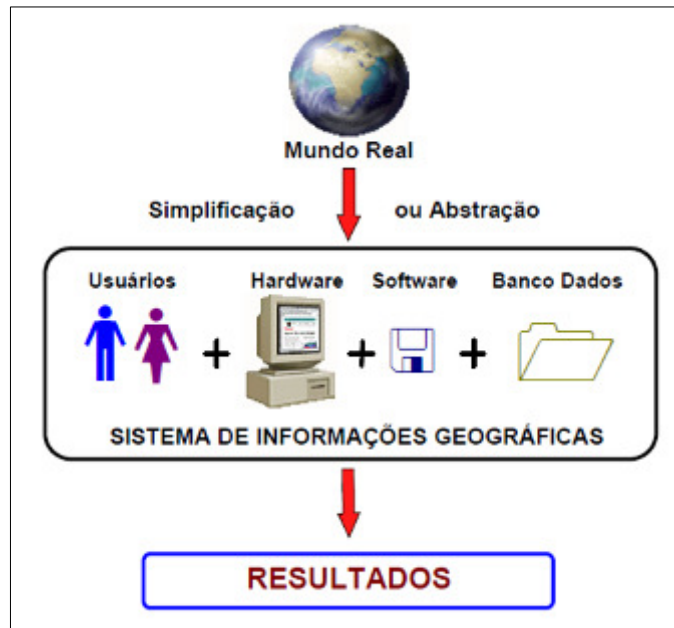 Mundo Real
Simplificação ou Abstração
Usuários Hardware Software Banco Dados
+ + +
SISTEMA DE INFORMAÇÕES GEOGRÁFICAS
RESULTADOS